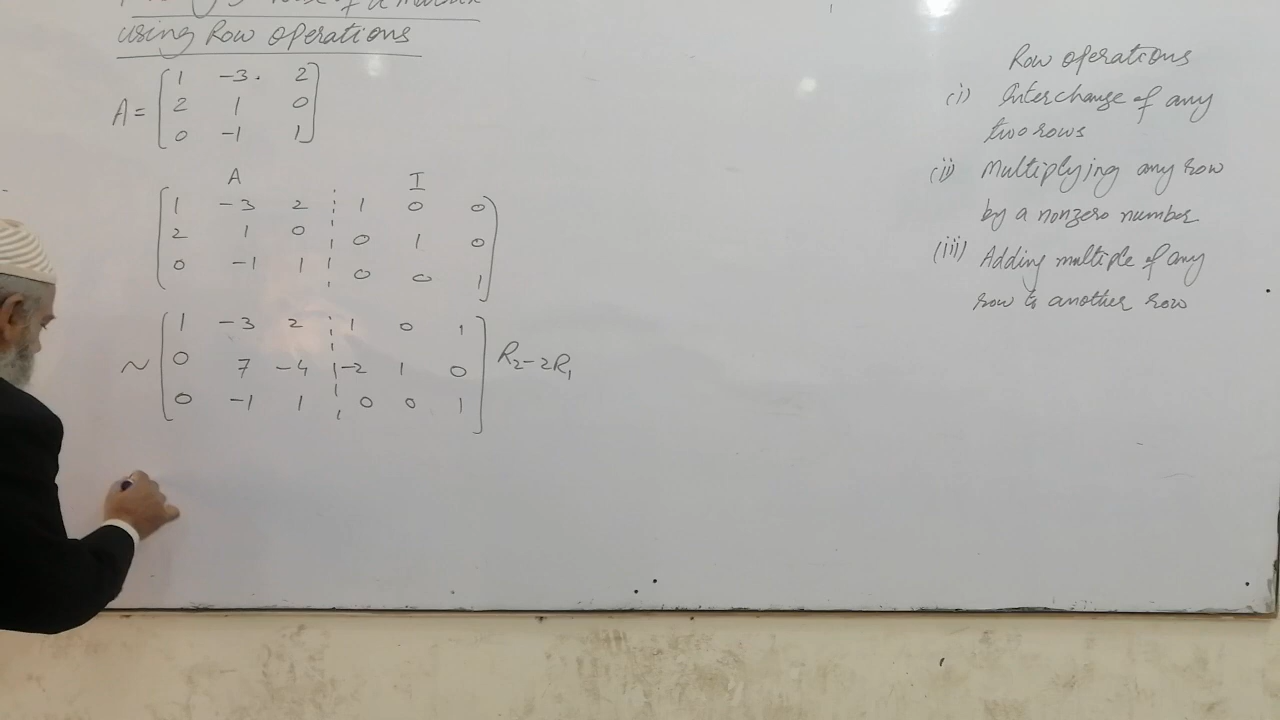 of a
using Row operations
A = [ 1 -3 2
2 1 0
0 -1 1 ]
A I
[ 1 -3 2 ¦ 1 0 0
2 1 0 ¦ 0 1 0
0 -1 1 ¦ 0 0 1 ]
~ [ 1 -3 2 ¦ 1 0 1
0 7 -4 ¦ -2 1 0
0 -1 1 ¦ 0 0 1 ] R2-2R1
Row operations
(i) Interchange of any
two rows
(ii) Multiplying any row
by a nonzero number
(iii) Adding multiple of any
row to another row